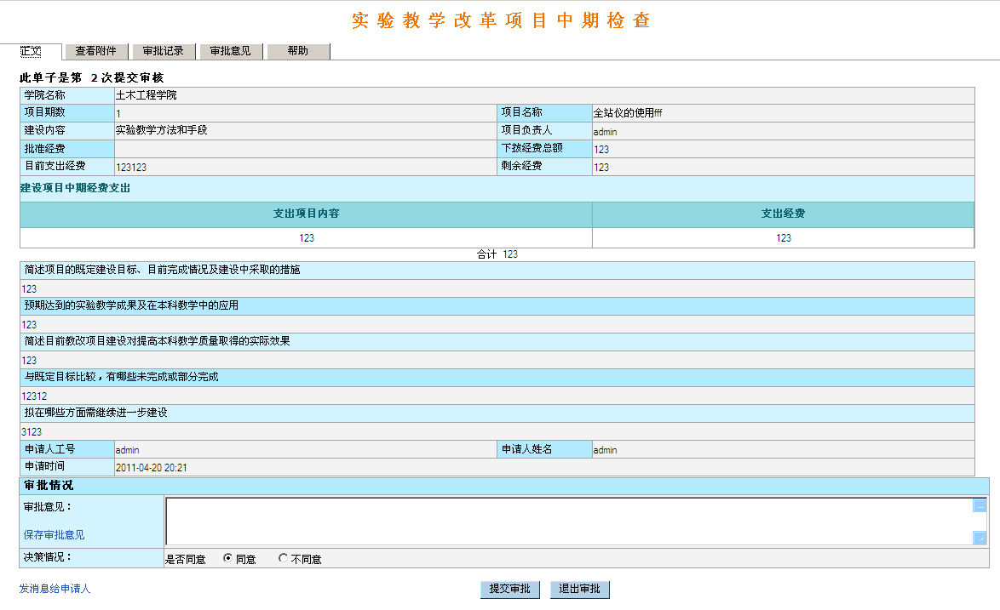 实验教学改革项目中期检查
正文 查看附件 审批记录 审批意见 帮助
此单子是第 2 次提交审核
学院名称 土木工程学院
项目期数 1 项目名称 全站仪的使用fff
建设内容 实验教学方法和手段 项目负责人 admin
批准经费 下拨经费总额 123
目前支出经费 123123 剩余经费 123
建设项目中期经费支出
支出项目内容 支出经费
123 123
合计 123
简述项目的既定建设目标、目前完成情况及建设中采取的措施
123
预期达到的实验教学成果及在本科教学中的应用
123
简述目前教改项目建设对提高本科教学质量取得的实际效果
123
与既定目标比较，有哪些未完成或部分完成
12312
拟在哪些方面需继续进一步建设
3123
申请人工号 admin 申请人姓名 admin
申请时间 2011-04-20 20:21
审批情况
审批意见：
保存审批意见
决策情况： 是否同意 同意 不同意
发消息给申请人 提交审批 退出审批